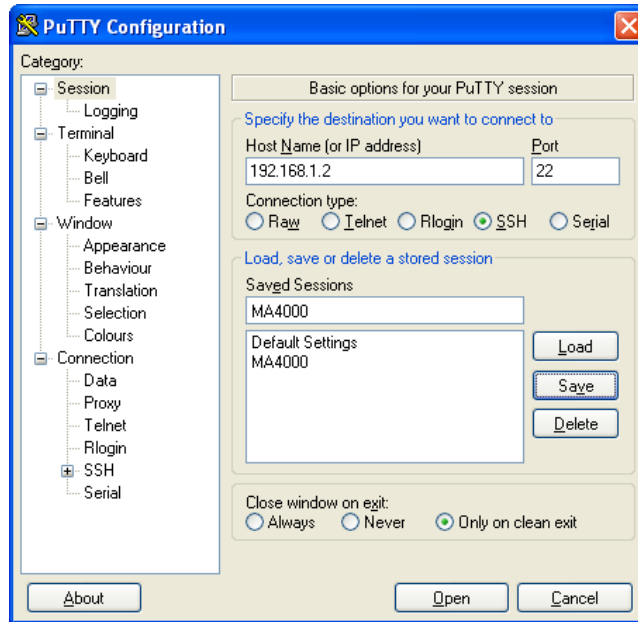 PuTTY Configuration
Category:
Session
Logging
Terminal
Keyboard
Bell
Features
Window
Appearance
Behaviour
Translation
Selection
Colours
Connection
Data
Proxy
Telnet
Rlogin
SSH
Serial
Basic options for your PuTTY session
Specify the destination you want to connect to
Host Name (or IP address) Port
192.168.1.2 22
Connection type:
Raw Telnet Rlogin SSH Serial
Load, save or delete a stored session
Saved Sessions
MA4000
Default Settings
MA4000
Load
Save
Delete
Close window on exit:
Always Never Only on clean exit
About Open Cancel